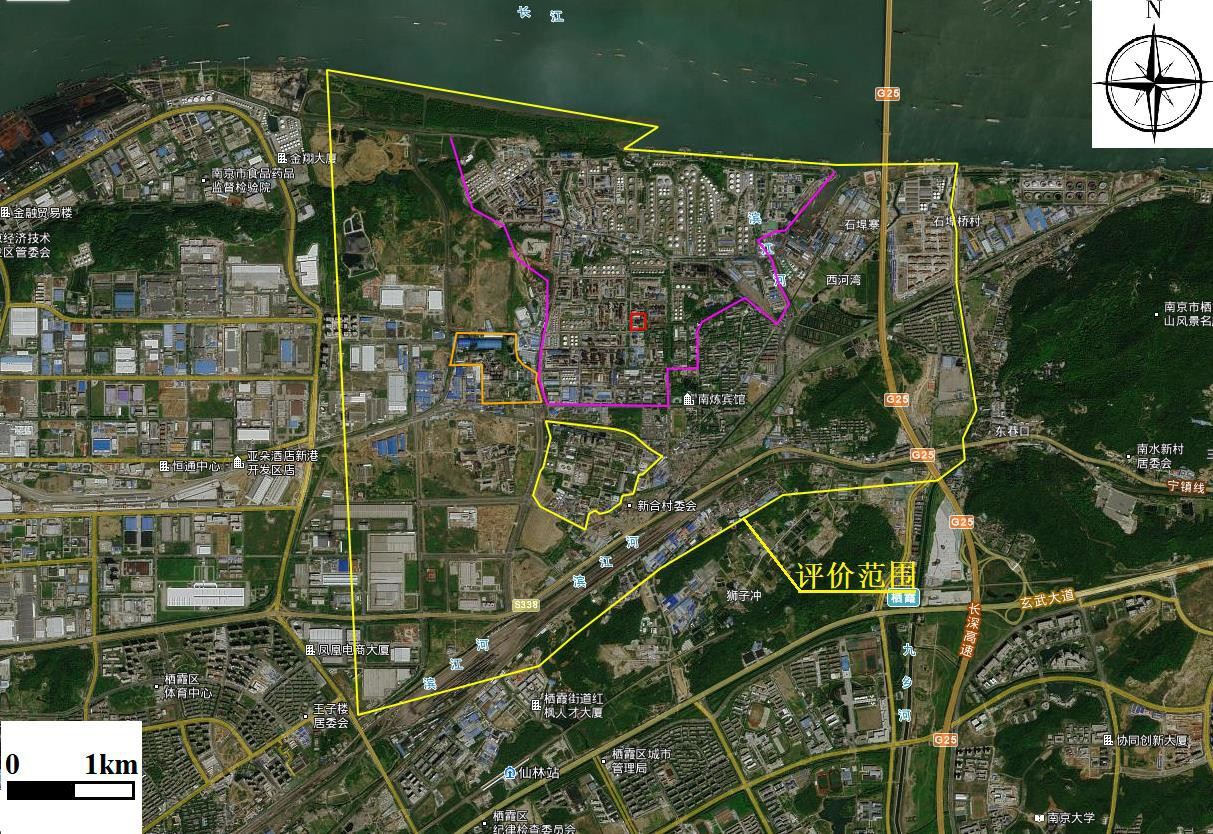 长江
N
G25
金翔大厦
南京市食品药品
监督检验院
金融贸易楼
经济技术
区管委会
滨江河
石埠寨
石埠桥村
西河湾
南京市栖
山风景名
南炼宾馆
G25
东巷口
南水新村
居委会
亚朵酒店新港
开发区店
恒通中心
G25
宁镇线
新合村委会
G25
滨江河
评价范围
栖霞
狮子冲
S338
玄武大道
长深高速
凤凰电商大厦
滨江河
九乡河
栖霞区
体育中心
王子楼
居委会
栖霞街道红
枫人才大厦
G25
协同创新大厦
栖霞区城市
管理局
仙林站
0 1km
栖霞区
纪律检查委员会
南京大学